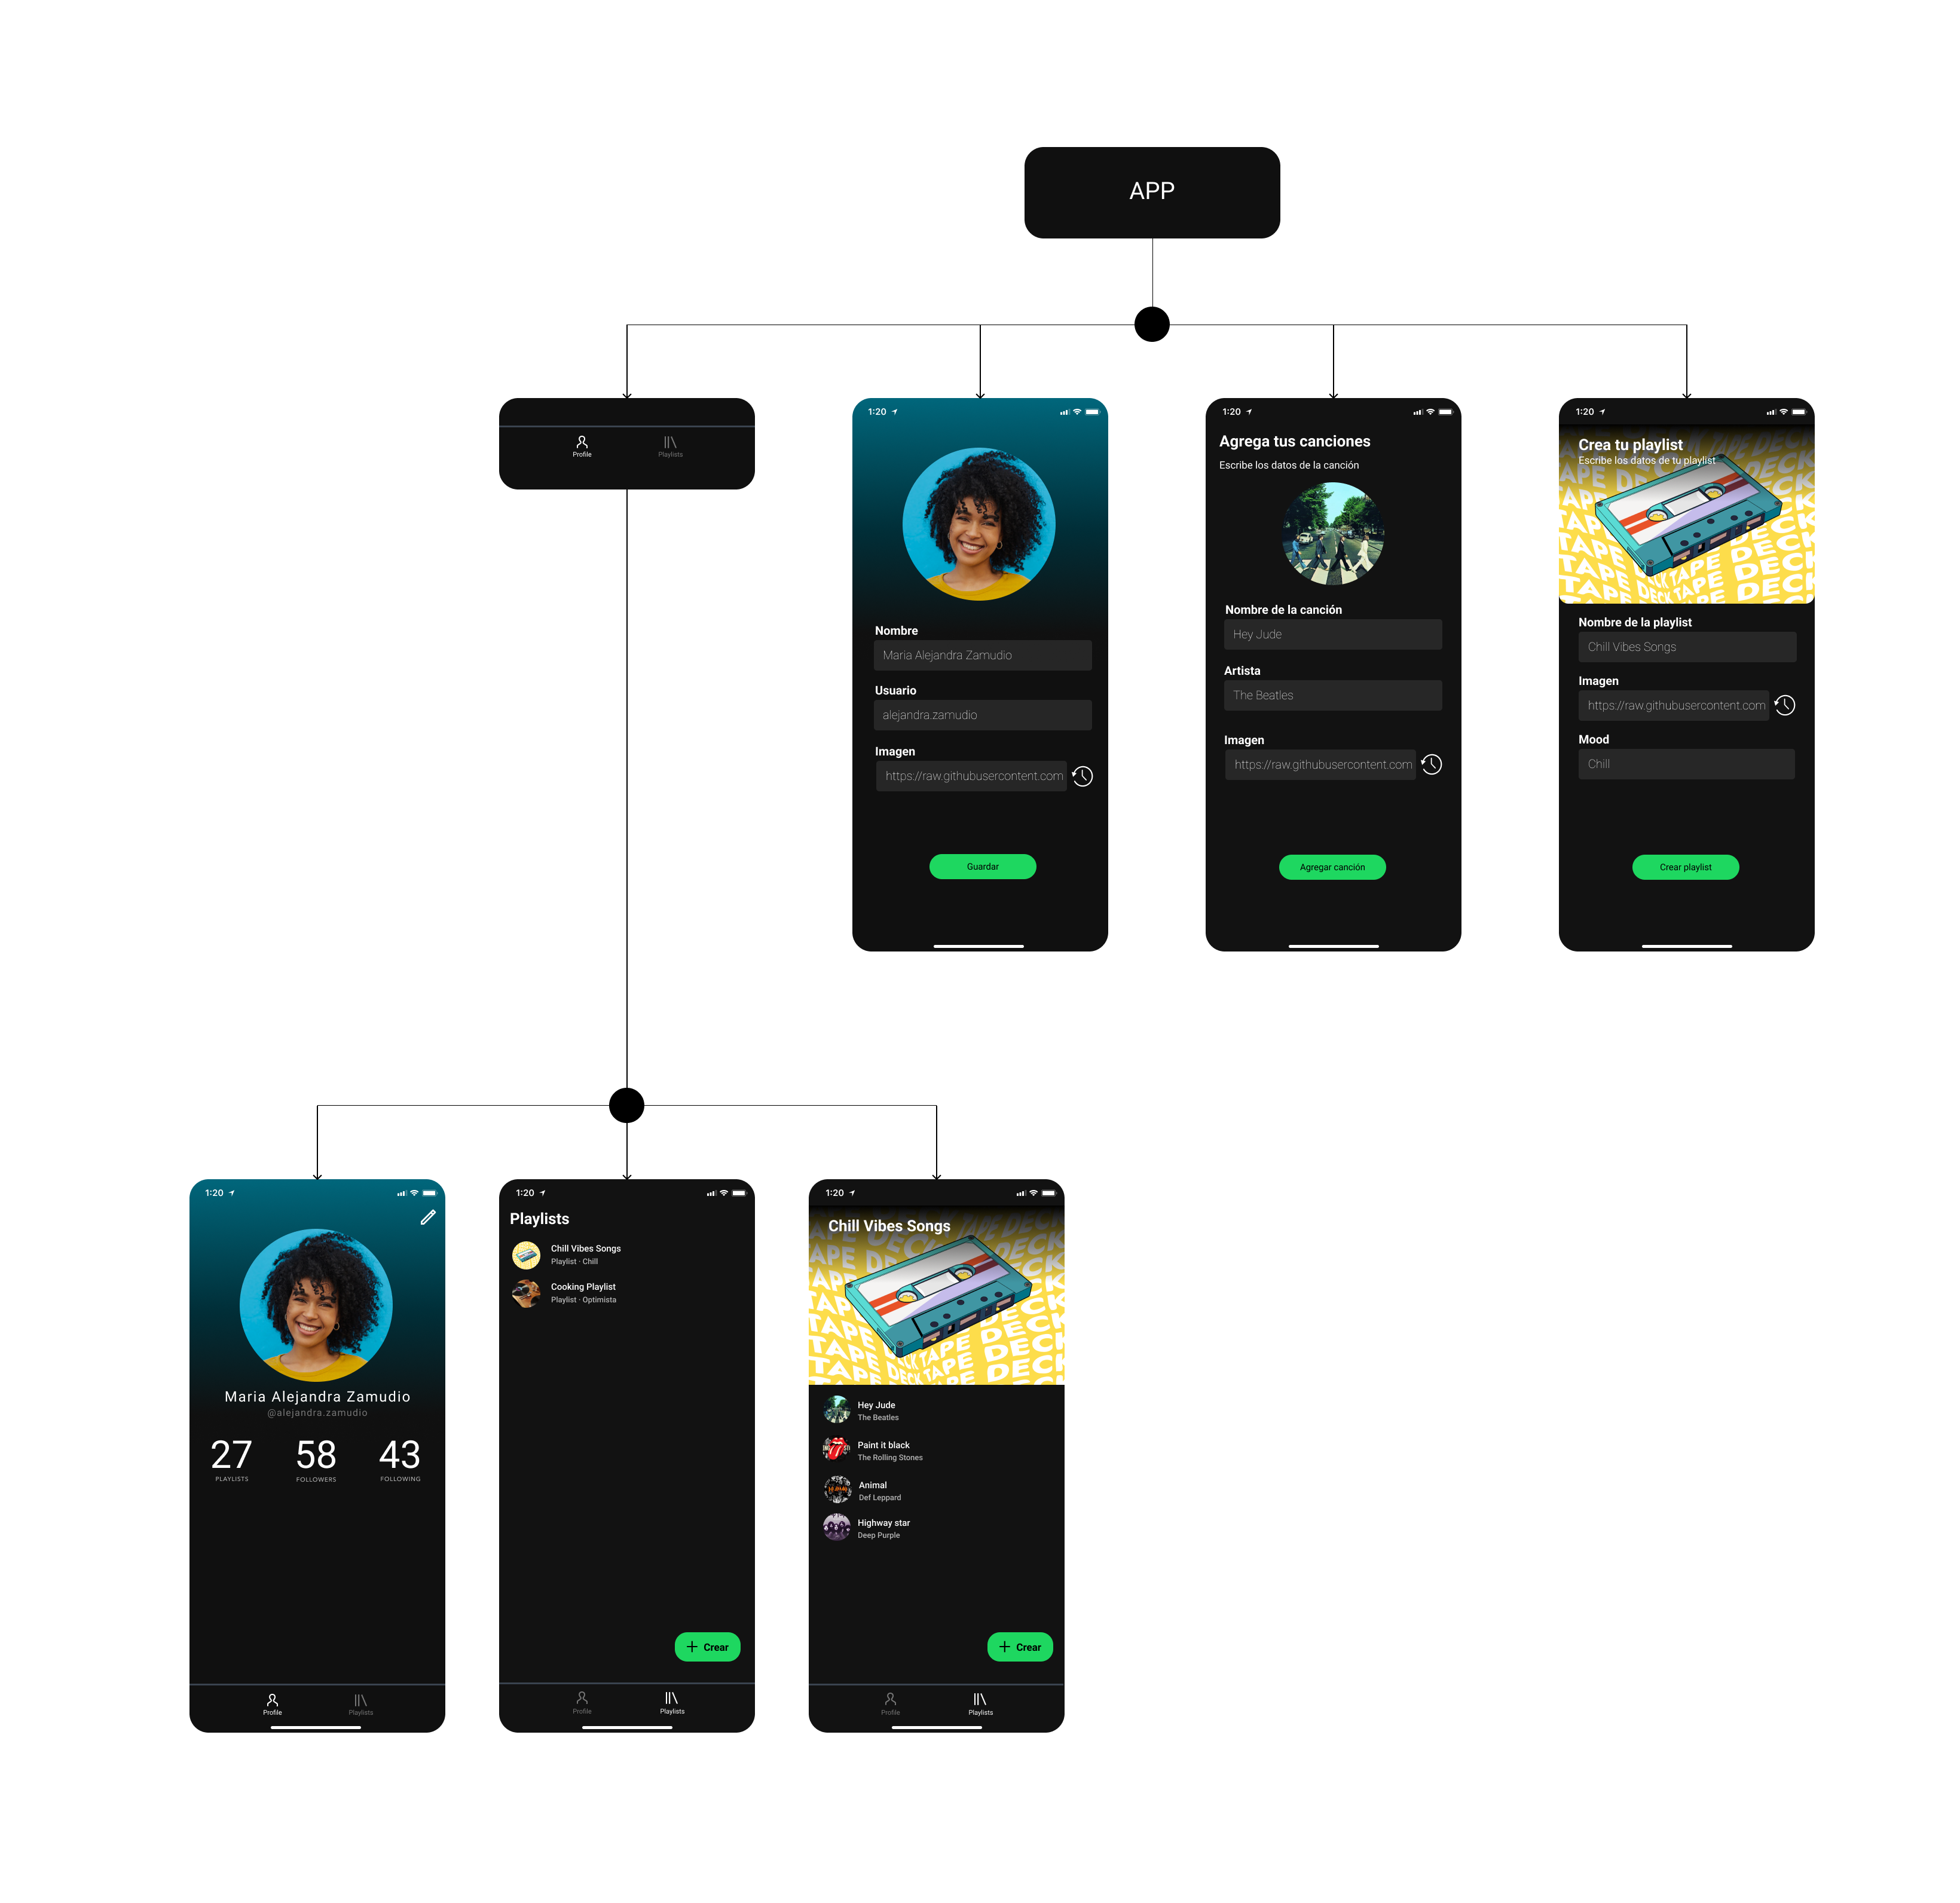 APP
Profile
Playlists
1:20
Nombre
Maria Alejandra Zamudio
Usuario
alejandra.zamudio
Imagen
https://raw.githubusercontent.com
Guardar
1:20
Agrega tus canciones
Escribe los datos de la canción
Nombre de la canción
Hey Jude
Artista
The Beatles
Imagen
https://raw.githubusercontent.com
Agregar canción
1:20
Crea tu playlist
Escribe los datos de tu playlist
TAPE DECK
Nombre de la playlist
Chill Vibes Songs
Imagen
https://raw.githubusercontent.com
Mood
Chill
Crear playlist
1:20
Maria Alejandra Zamudio
@alejandra.zamudio
27 58 43
PLAYLISTS FOLLOWERS FOLLOWING
Profile
Playlists
1:20
Playlists
Chill Vibes Songs
Playlist · Chill
Cooking Playlist
Playlist · Optimista
Crear
Profile
Playlists
1:20
Chill Vibes Songs
TAPE DECK
Hey Jude
The Beatles
Paint it black
The Rolling Stones
Animal
Def Leppard
Highway star
Deep Purple
Crear
Profile
Playlists